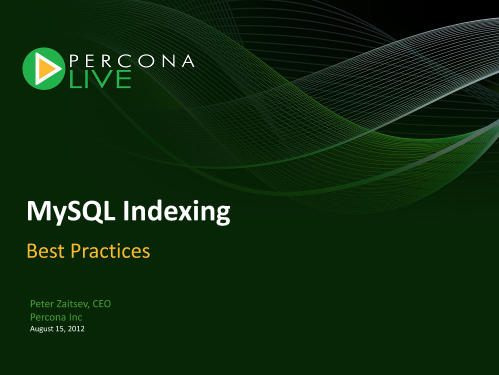 PERCONA
LIVE
MySQL Indexing
Best Practices
Peter Zaitsev, CEO
Percona Inc
August 15, 2012